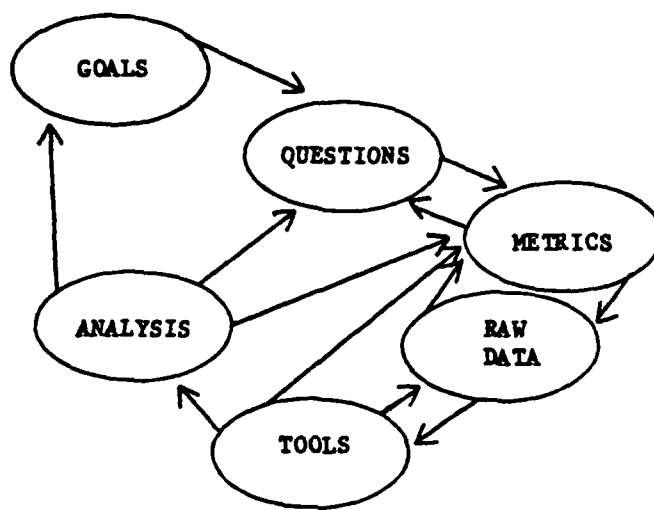 GOALS
QUESTIONS
METRICS
ANALYSIS
RAW
DATA
TOOLS